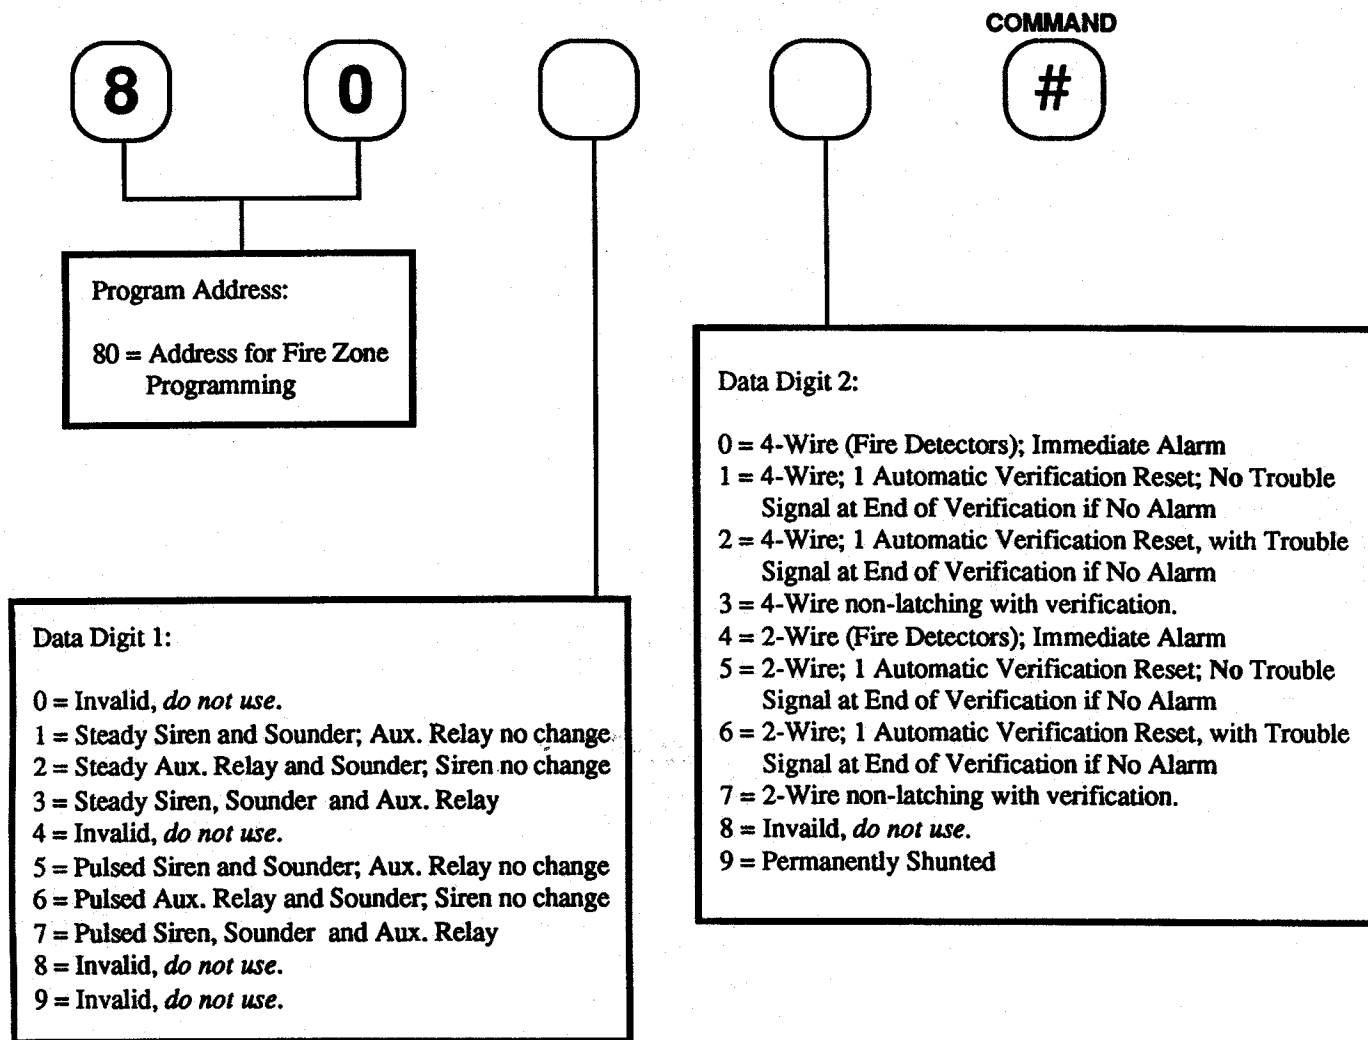 COMMAND
8 0 #
Program Address:
80 = Address for Fire Zone
Programming
Data Digit 2:
0 = 4-Wire (Fire Detectors); Immediate Alarm
1 = 4-Wire; 1 Automatic Verification Reset; No Trouble
Signal at End of Verification if No Alarm
2 = 4-Wire; 1 Automatic Verification Reset, with Trouble
Signal at End of Verification if No Alarm
3 = 4-Wire non-latching with verification.
4 = 2-Wire (Fire Detectors); Immediate Alarm
5 = 2-Wire; 1 Automatic Verification Reset; No Trouble
Signal at End of Verification if No Alarm
6 = 2-Wire; 1 Automatic Verification Reset, with Trouble
Signal at End of Verification if No Alarm
7 = 2-Wire non-latching with verification.
8 = Invaild, do not use.
9 = Permanently Shunted
Data Digit 1:
0 = Invalid, do not use.
1 = Steady Siren and Sounder; Aux. Relay no change
2 = Steady Aux. Relay and Sounder; Siren no change
3 = Steady Siren, Sounder and Aux. Relay
4 = Invalid, do not use.
5 = Pulsed Siren and Sounder; Aux. Relay no change
6 = Pulsed Aux. Relay and Sounder; Siren no change
7 = Pulsed Siren, Sounder and Aux. Relay
8 = Invalid, do not use.
9 = Invalid, do not use.